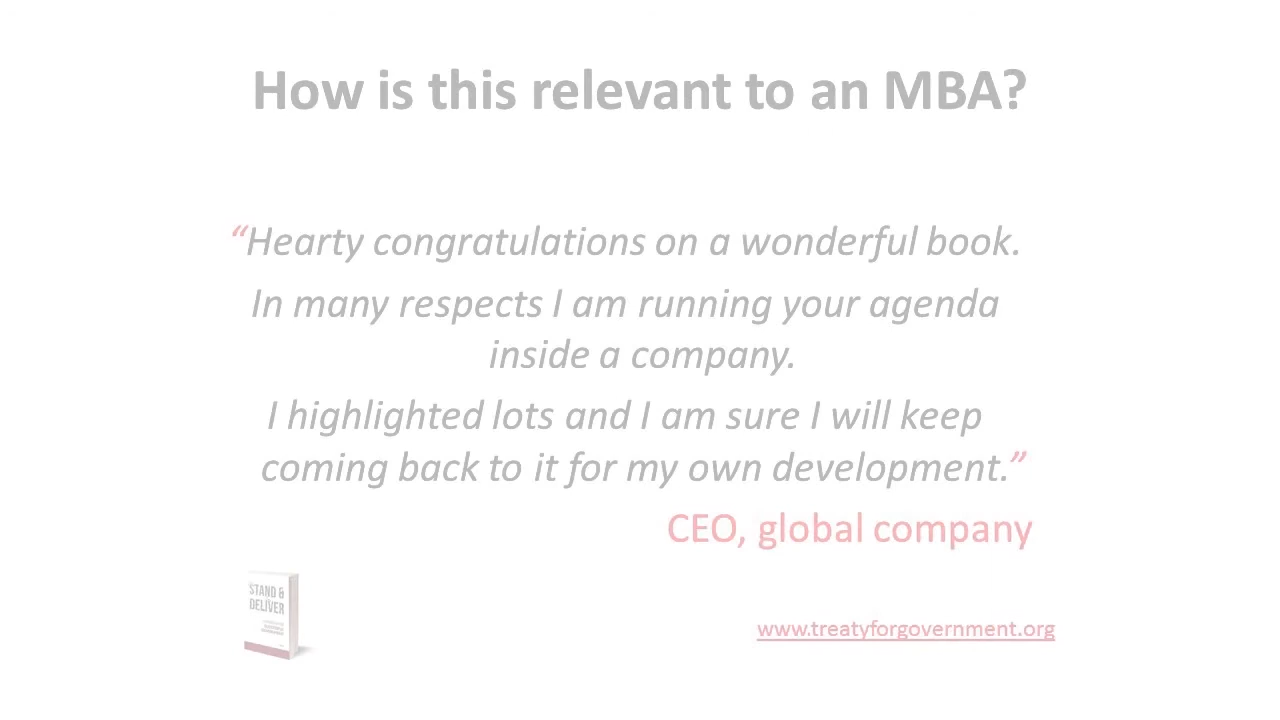 How is this relevant to an MBA?
“Hearty congratulations on a wonderful book.
In many respects I am running your agenda
inside a company.
I highlighted lots and I am sure I will keep
coming back to it for my own development.”
CEO, global company
STAND &
DELIVER
www.treatyforgovernment.org